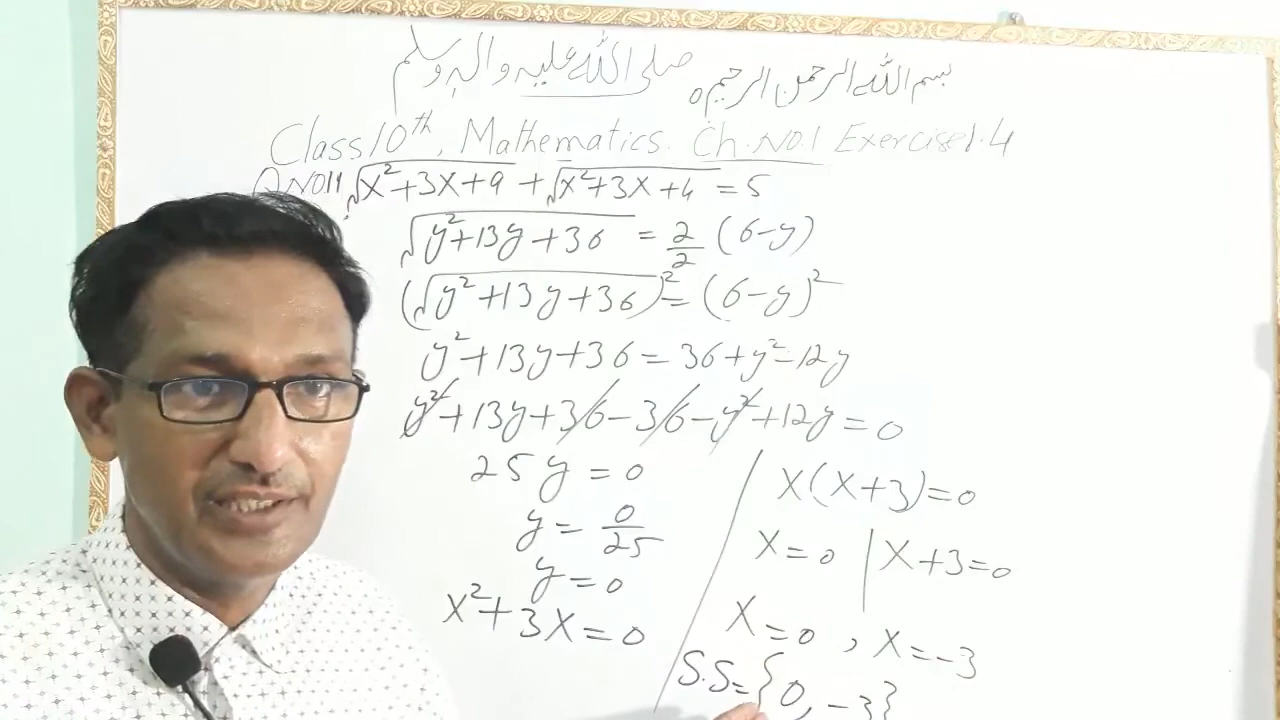 بسم اللہ الرحمن الرحیم ہ صلی اللہ علیہ والہ وسلم
Class 10th, Mathematics. Ch.No.1 Exercise 1.4
Q.NO11 √x²+3x+9 + √x²+3x+4 = 5
√y²+13y+36 = 2/2 (6-y)
(√y²+13y+36)² = (6-y)²
y²+13y+36 = 36+y²-12y
y²+13y+36-36-y²+12y=0
25y=0
y=0/25
y=0
x²+3x=0
x(x+3)=0
x=0 | x+3=0
x=0, x=-3
S.S={0,-3}